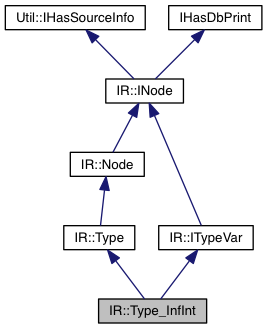 Util::IHasSourceInfo
IHasDbPrint
IR::INode
IR::Node
IR::Type
IR::ITypeVar
IR::Type_InfInt